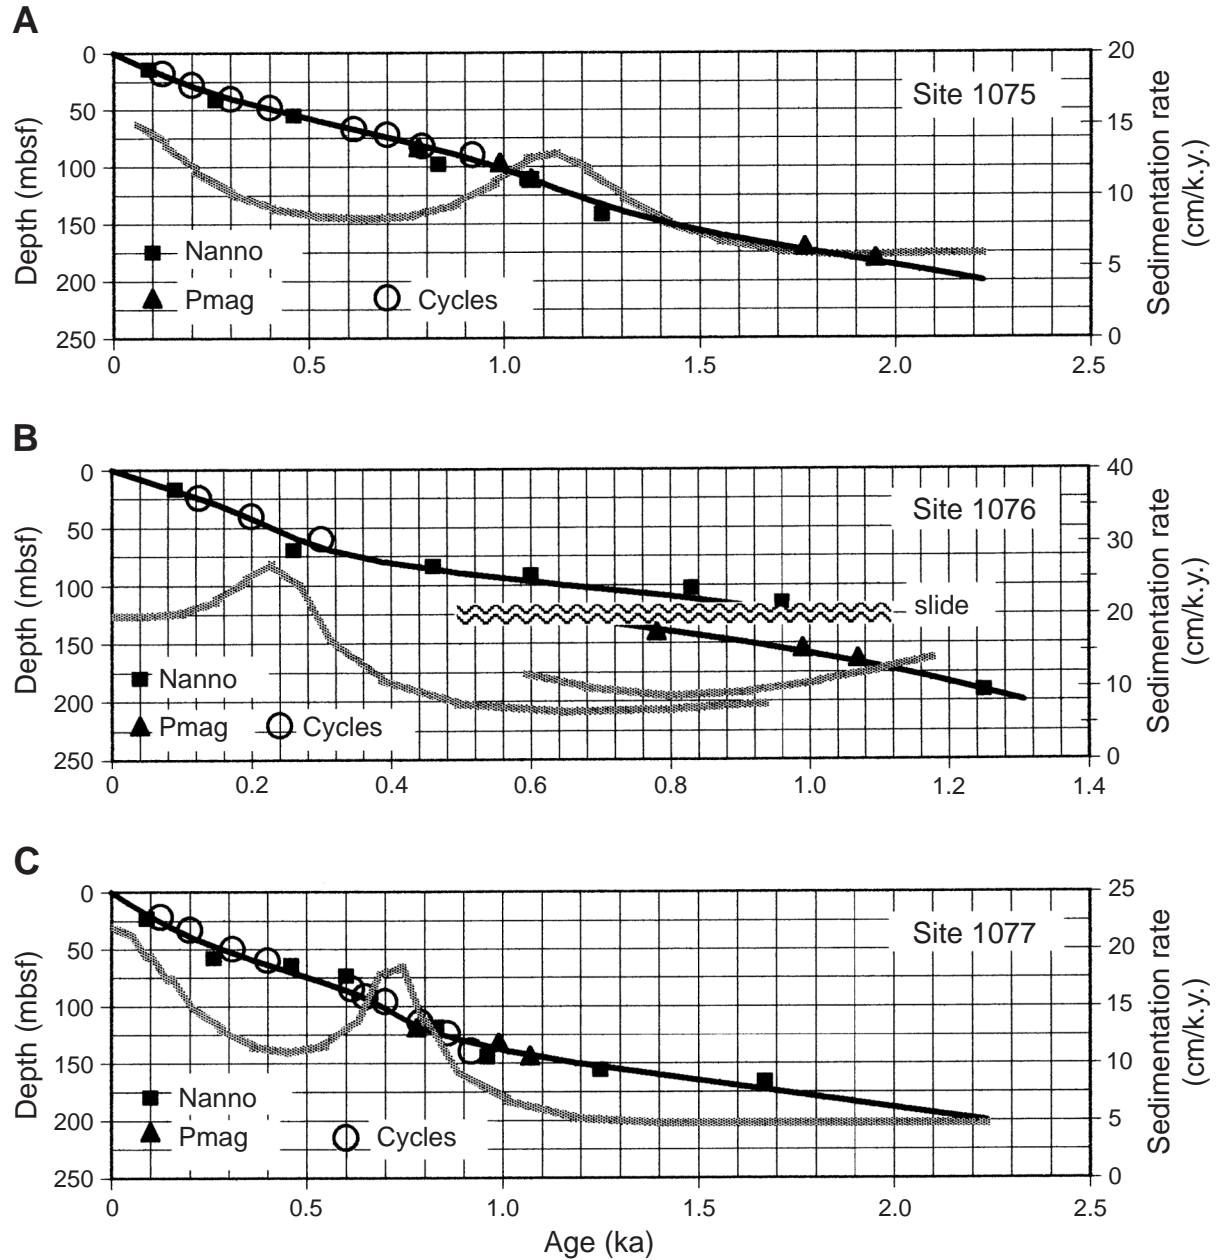 A
Depth (mbsf)
0
50
100
150
200
250
Site 1075
Nanno
Pmag
Cycles
20
15
10
5
0
Sedimentation rate
(cm/k.y.)
0 0.5 1.0 1.5 2.0 2.5
B
Depth (mbsf)
0
50
100
150
200
250
Site 1076
slide
Nanno
Pmag
Cycles
40
30
20
10
0
Sedimentation rate
(cm/k.y.)
0 0.2 0.4 0.6 0.8 1.0 1.2 1.4
C
Depth (mbsf)
0
50
100
150
200
250
Site 1077
Nanno
Pmag
Cycles
25
20
15
10
5
0
Sedimentation rate
(cm/k.y.)
0 0.5 1.0 1.5 2.0 2.5
Age (ka)